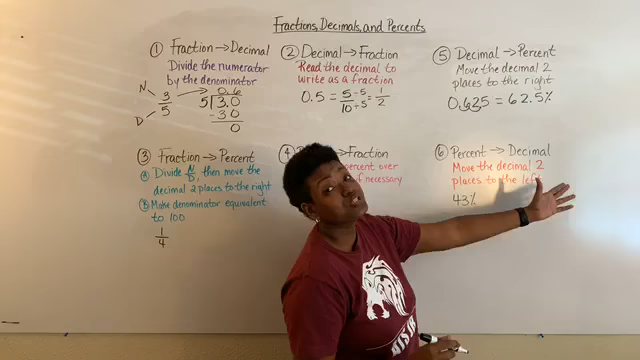 Fractions, Decimals, and Percents
① Fraction → Decimal
Divide the numerator
by the denominator
N
D
3/5
0.6
5 3.0
-30
0
② Decimal → Fraction
Read the decimal to
write as a fraction
0.5 = 5/10 ÷5/÷5 = 1/2
⑤ Decimal → Percent
Move the decimal 2
places to the right
0.625 = 62.5%
③ Fraction → Percent
ⓐ Divide N/D, then move the
decimal 2 places to the right
ⓑ Make denominator equivalent
to 100
1/4
④ → Fraction
percent over
if necessary
⑥ Percent → Decimal
Move the decimal 2
places to the left
43%